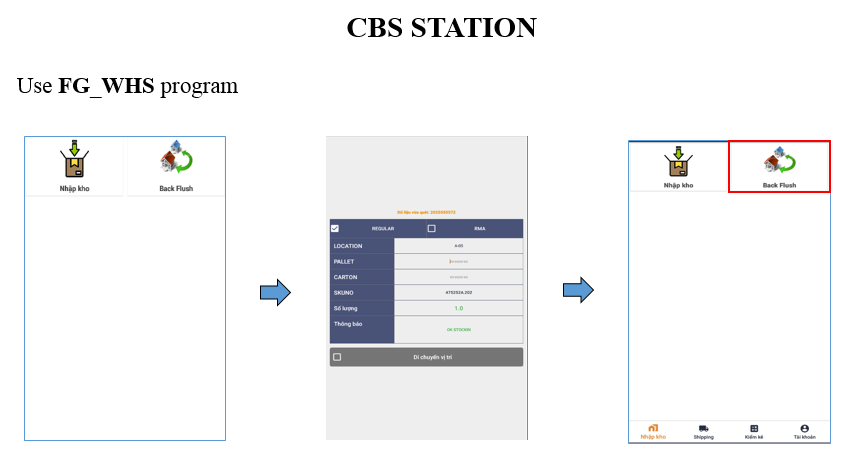 CBS STATION
Use FG_WHS program
Nhập kho
Back Flush
REGULAR
RMA
LOCATION
PALLET
CARTON
SKUNO
Số lượng
1.0
Thông báo
OK STOCKIN
Di chuyển vị trí
Nhập kho
Back Flush
Nhập kho
Shipping
Kiểm kê
Tài khoản